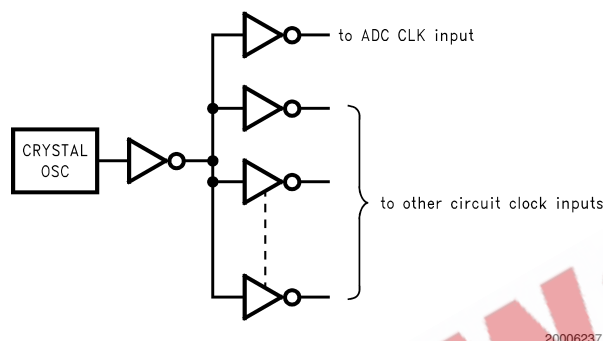 to ADC CLK input
CRYSTAL
OSC
to other circuit clock inputs
20006237